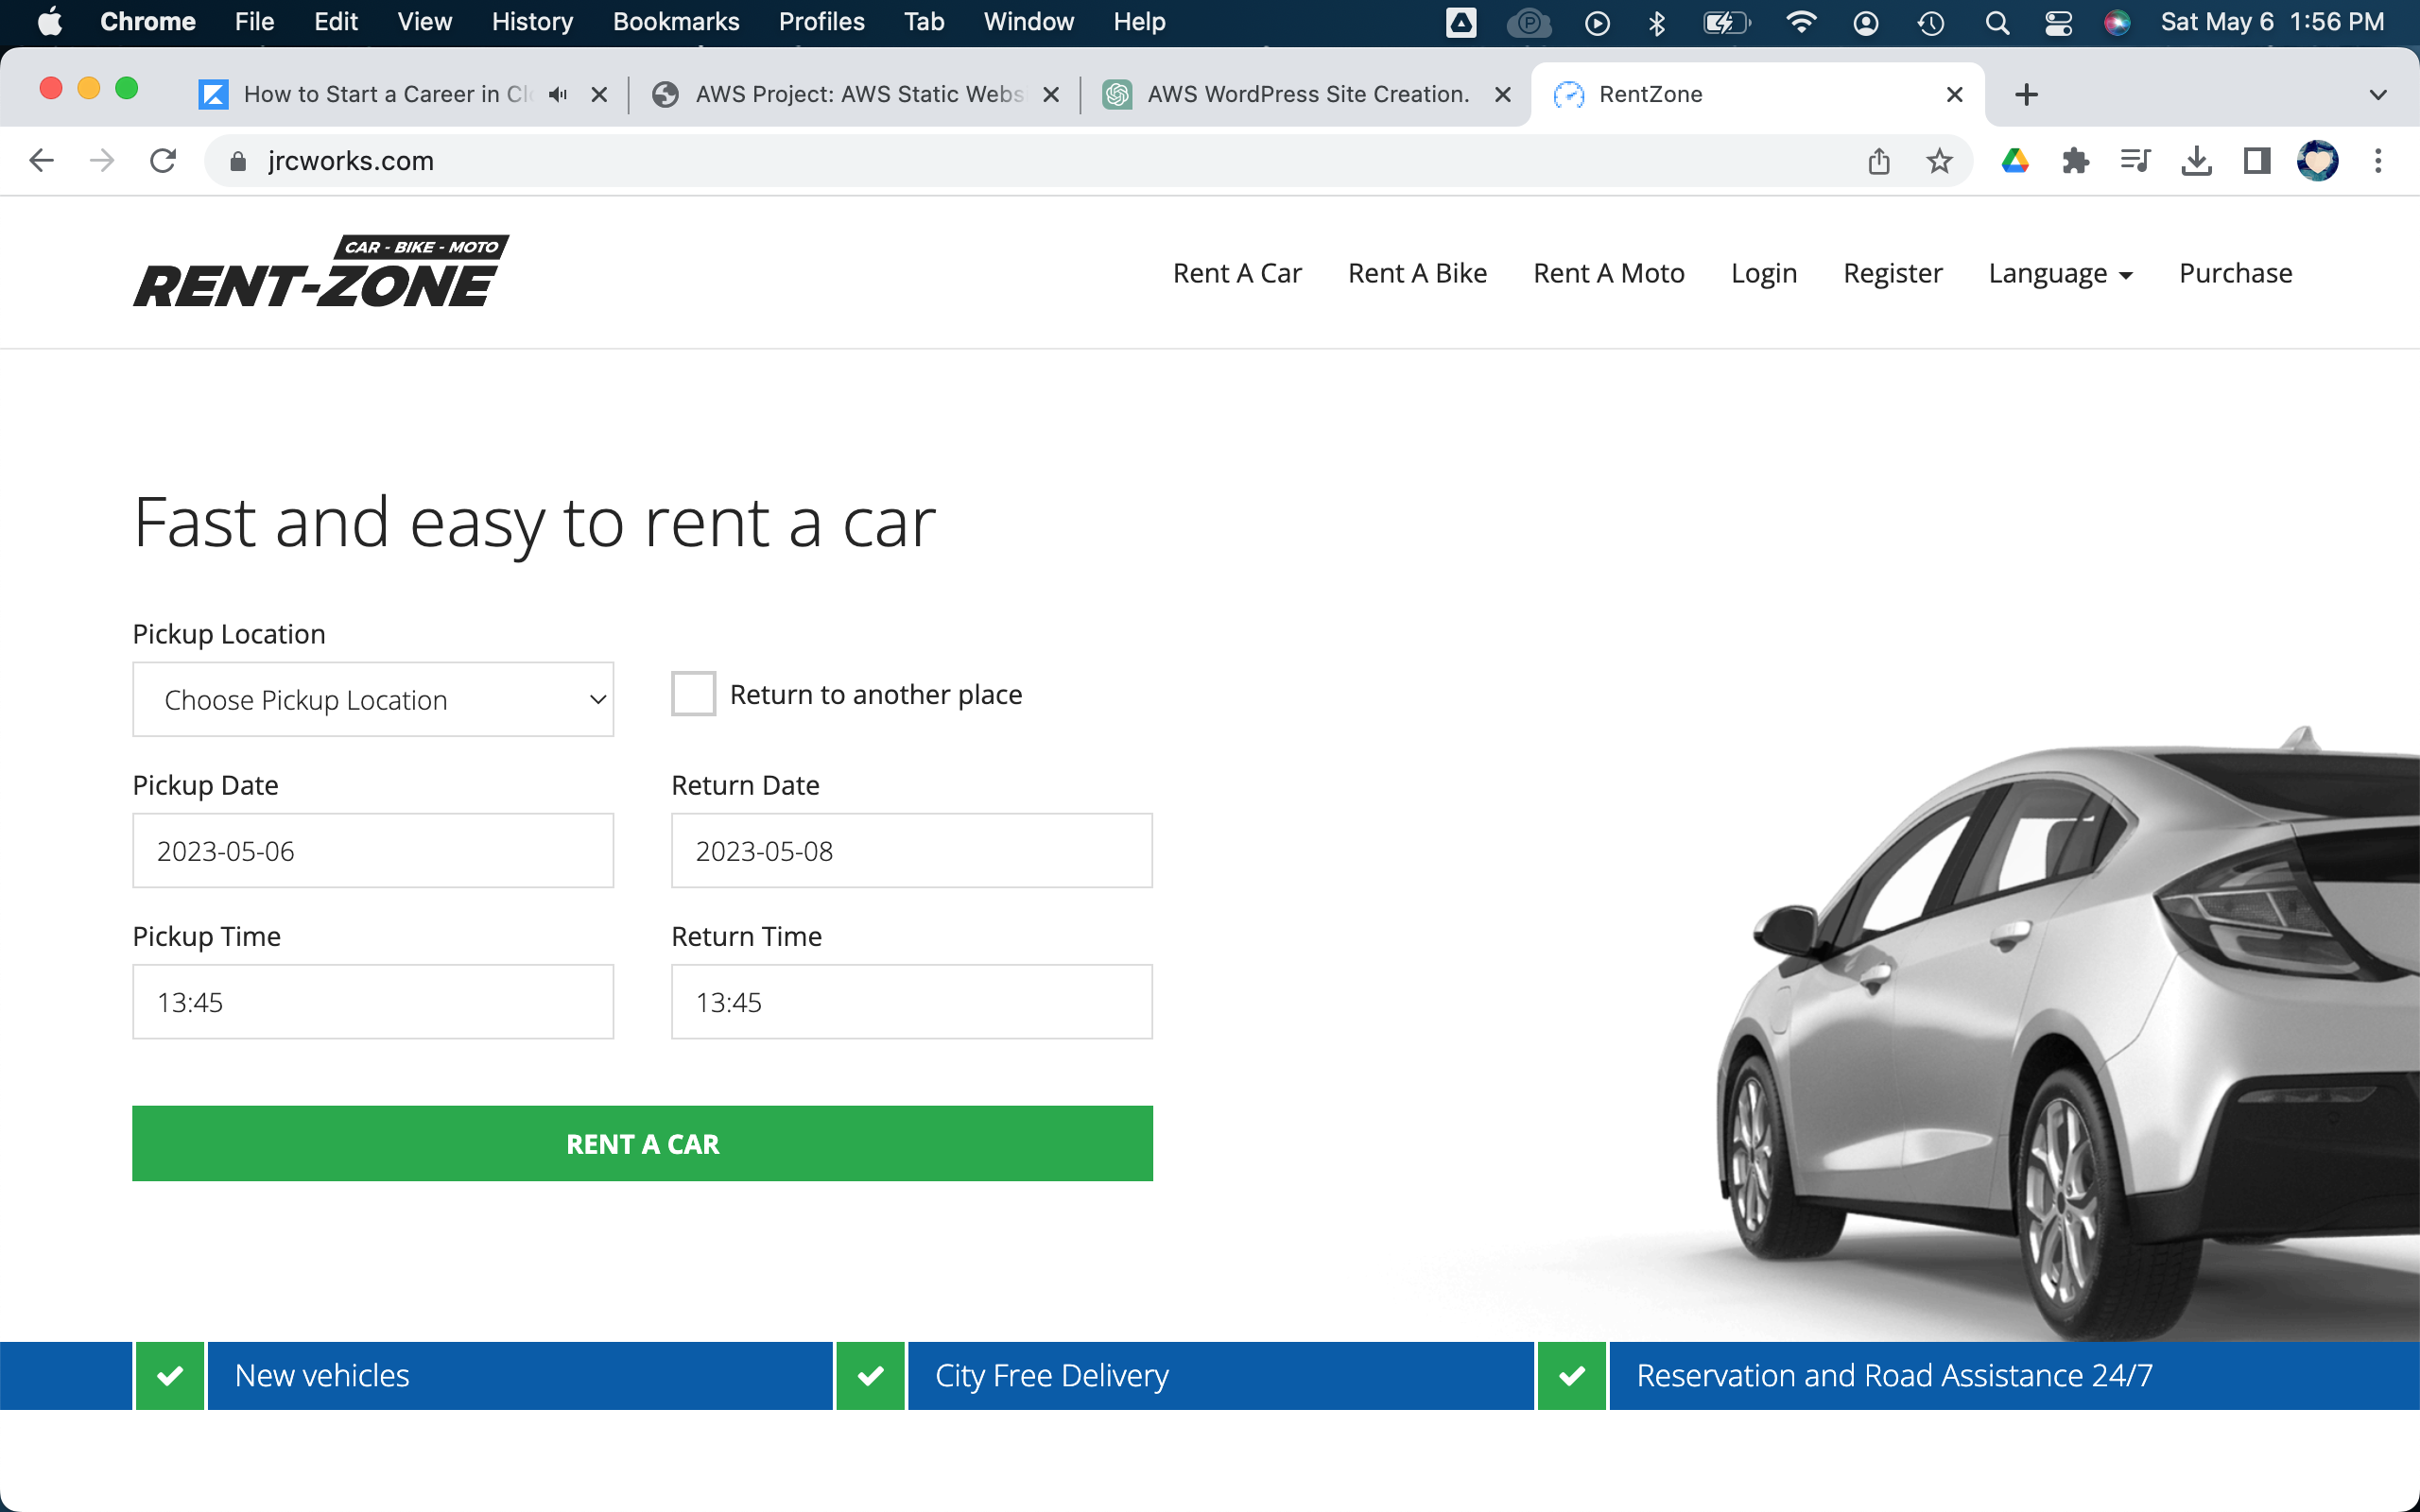 Chrome File Edit View History Bookmarks Profiles Tab Window Help Sat May 6 1:56 PM
How to Start a Career in Clo AWS Project: AWS Static Webs AWS WordPress Site Creation. RentZone
jrcworks.com
CAR - BIKE - MOTO
RENT-ZONE
Rent A Car Rent A Bike Rent A Moto Login Register Language Purchase
Fast and easy to rent a car
Pickup Location
Choose Pickup Location Return to another place
Pickup Date Return Date
2023-05-06 2023-05-08
Pickup Time Return Time
13:45 13:45
RENT A CAR
New vehicles City Free Delivery Reservation and Road Assistance 24/7